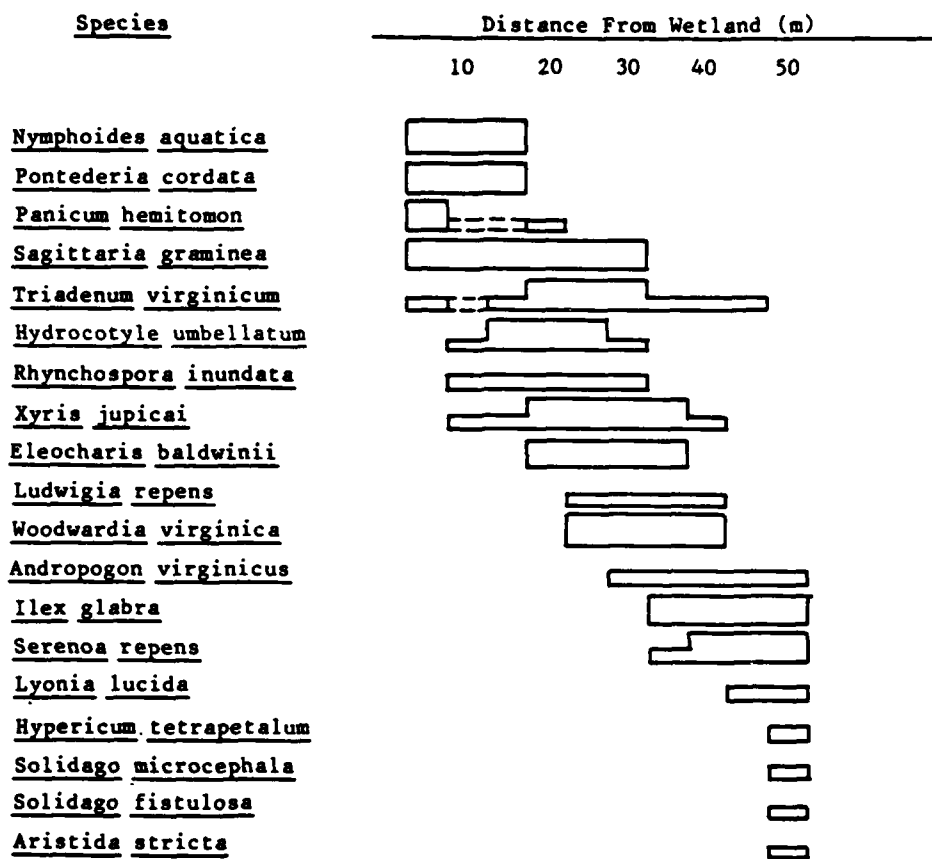 Species Distance From Wetland (m)
10 20 30 40 50
Nymphoides aquatica
Pontederia cordata
Panicum hemitomon
Sagittaria graminea
Triadenum virginicum
Hydrocotyle umbellatum
Rhynchospora inundata
Xyris jupicai
Eleocharis baldwinii
Ludwigia repens
Woodwardia virginica
Andropogon virginicus
Ilex glabra
Serenoa repens
Lyonia lucida
Hypericum tetrapetalum
Solidago microcephala
Solidago fistulosa
Aristida stricta